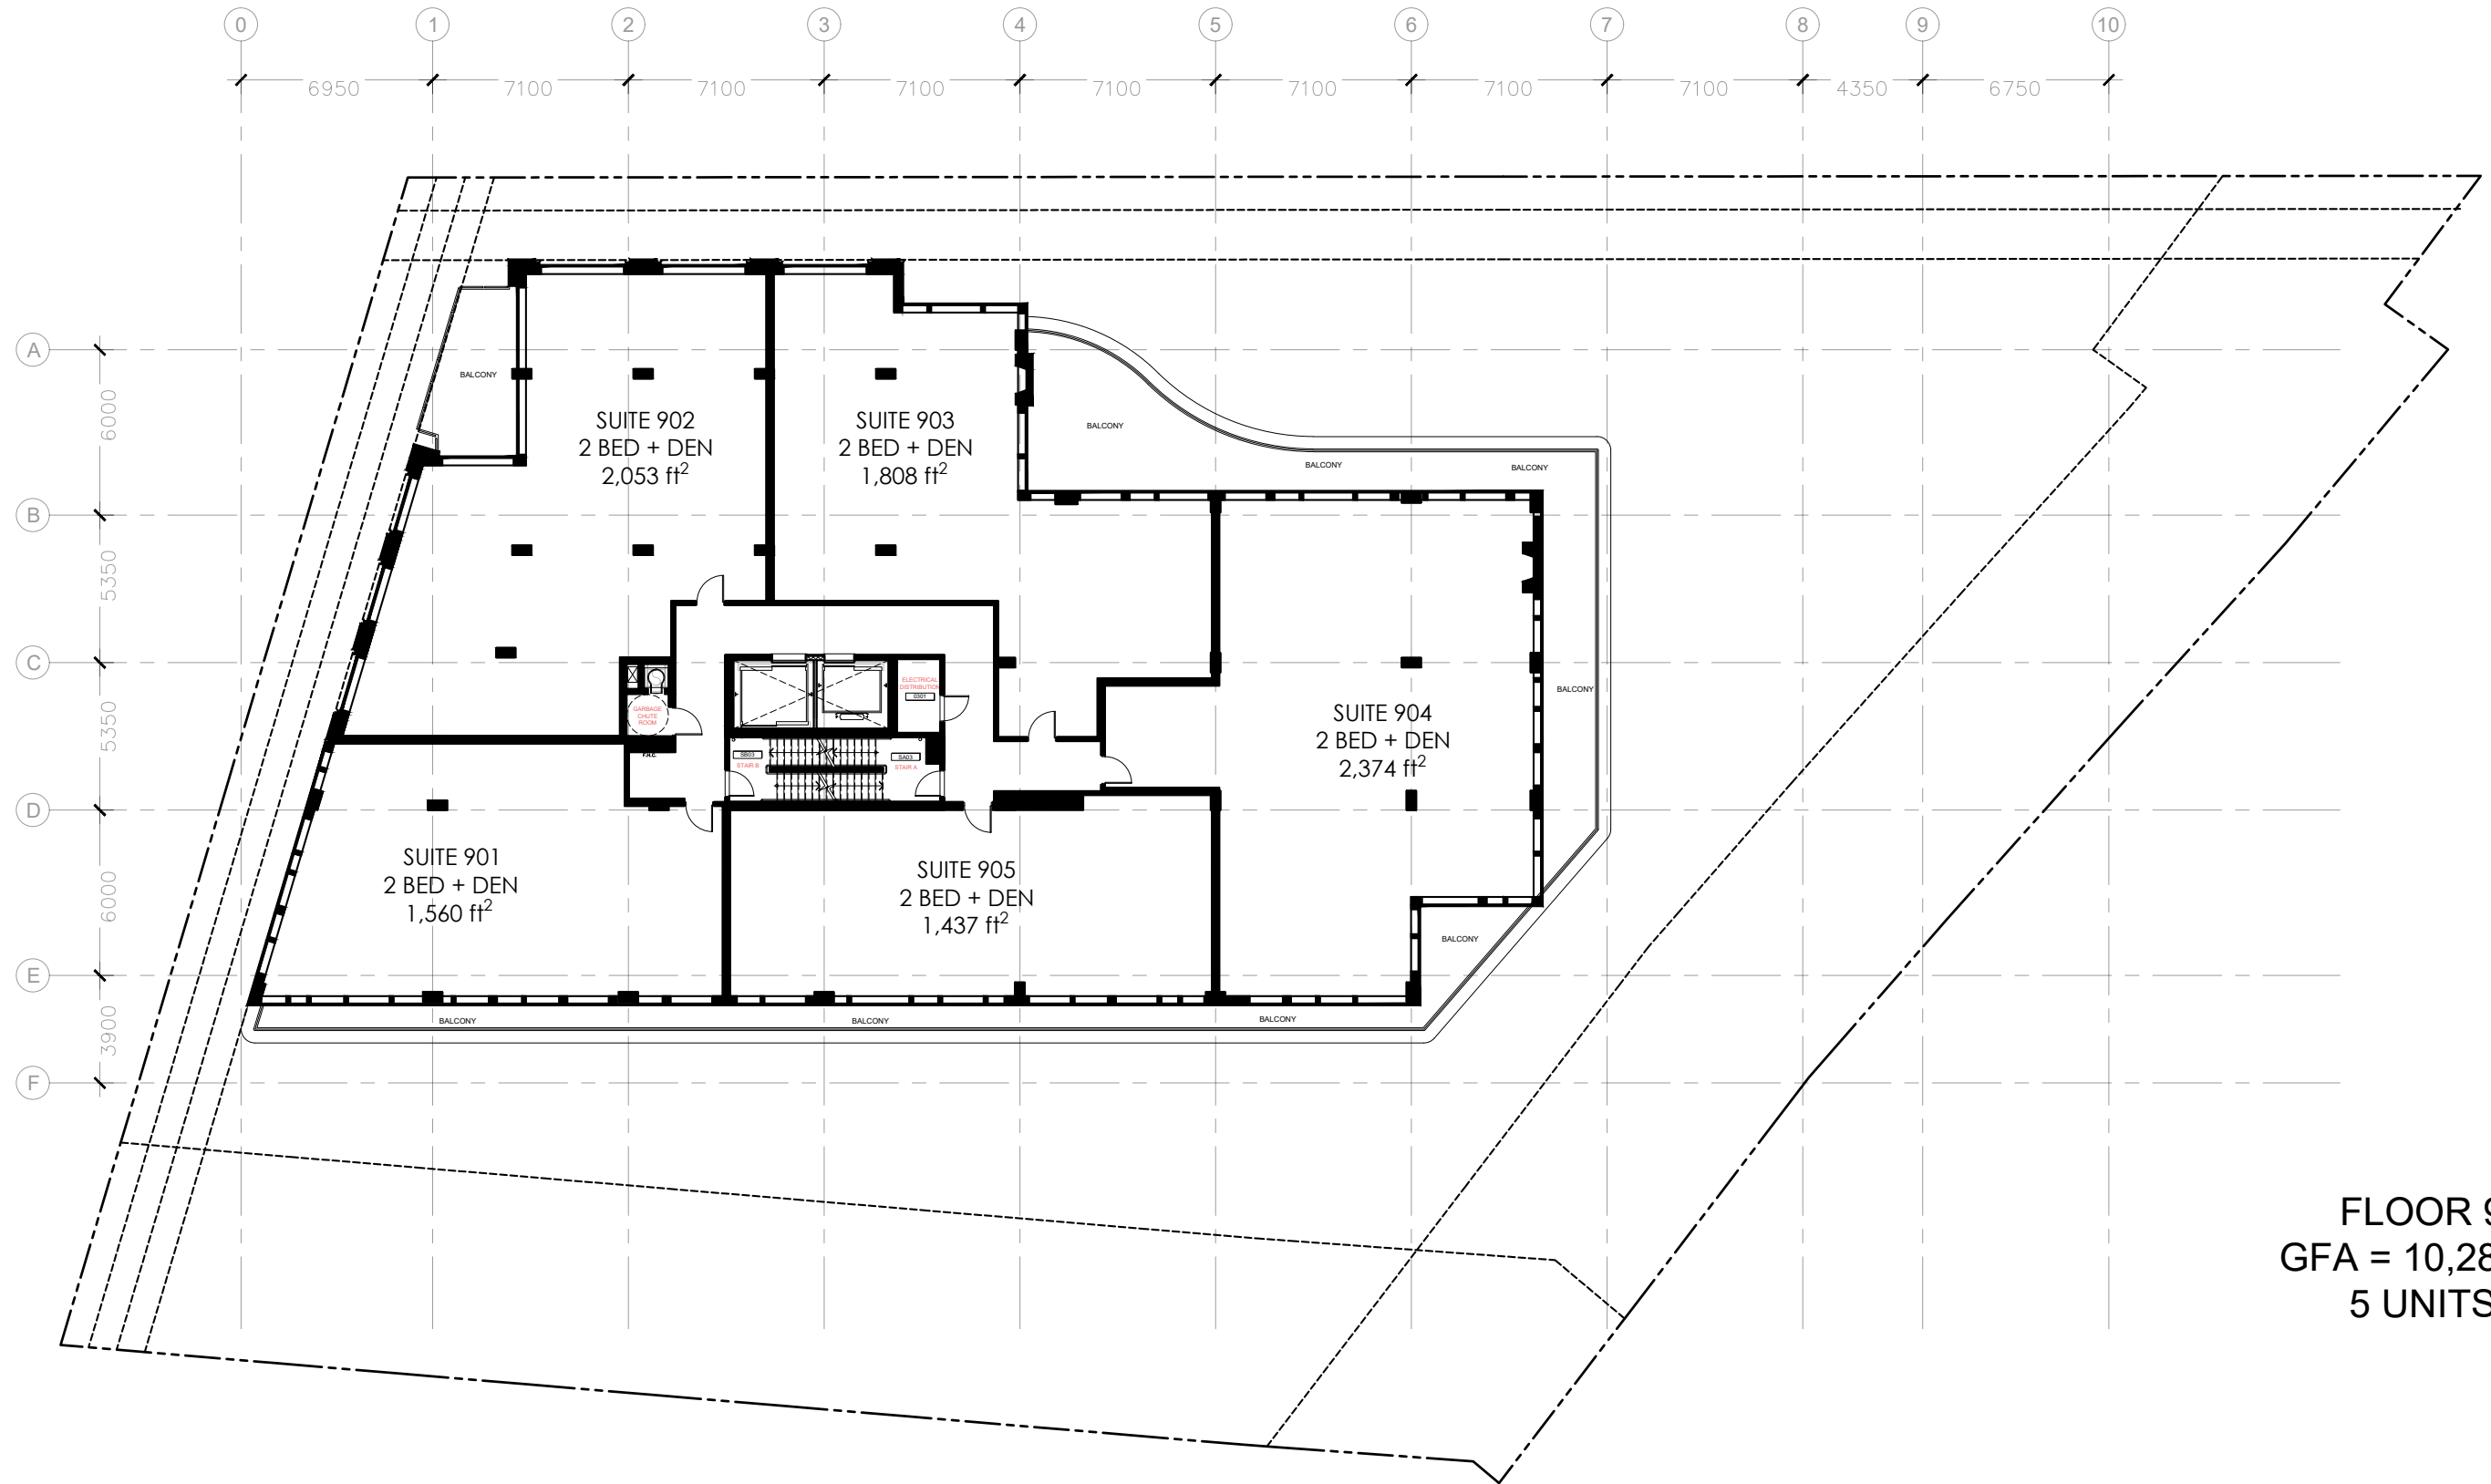 0 1 2 3 4 5 6 7 8 9 10
6950 7100 7100 7100 7100 7100 7100 7100 4350 6750
A
B
C
D
E
F
6000
5350
5350
6000
3900
BALCONY
SUITE 902
2 BED + DEN
2,053 ft²
SUITE 903
2 BED + DEN
1,808 ft²
BALCONY
BALCONY
BALCONY
BALCONY
GARBAGE
CHUTE
ROOM
F.H.C.
ELECTRICAL
DISTRIBUTION
0301
SB03
STAIR B
SA03
STAIR A
SUITE 904
2 BED + DEN
2,374 ft²
SUITE 901
2 BED + DEN
1,560 ft²
SUITE 905
2 BED + DEN
1,437 ft²
BALCONY
BALCONY
BALCONY
BALCONY
FLOOR 9
GFA = 10,28
5 UNITS